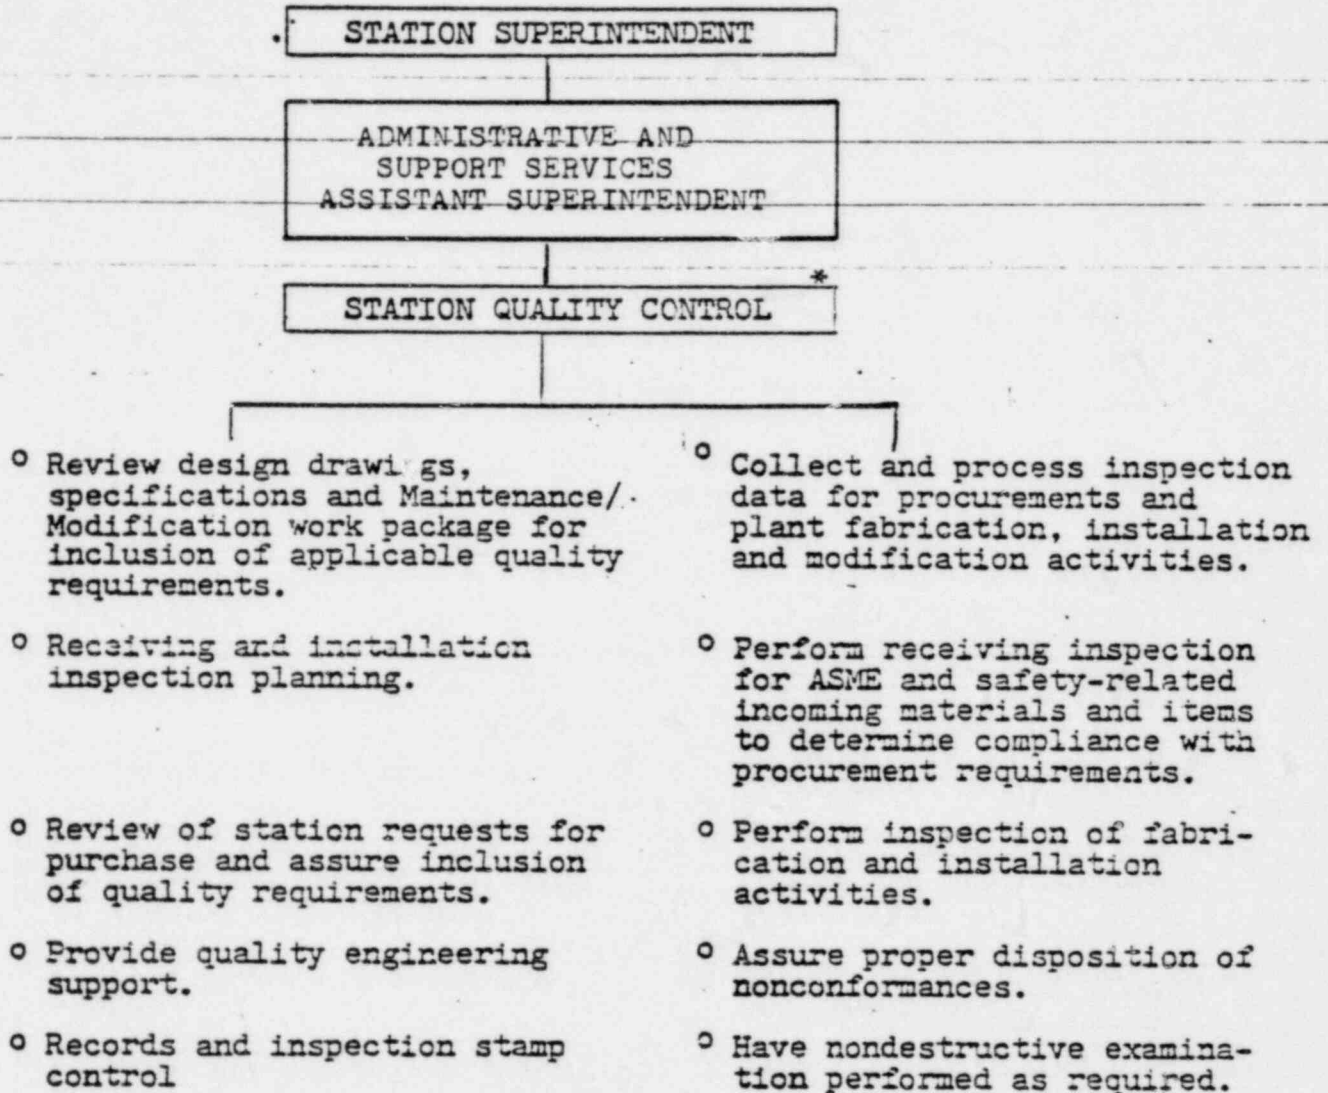 STATION SUPERINTENDENT
ADMINISTRATIVE AND
SUPPORT SERVICES
ASSISTANT SUPERINTENDENT
*
STATION QUALITY CONTROL
o Review design drawi gs,
specifications and Maintenance/
Modification work package for
inclusion of applicable quality
requirements.
o Receiving and installation
inspection planning.
o Review of station requests for
purchase and assure inclusion
of quality requirements.
o Provide quality engineering
support.
o Records and inspection stamp
control
o Collect and process inspection
data for procurements and
plant fabrication, installation
and modification activities.
o Perform receiving inspection
for ASME and safety-related
incoming materials and items
to determine compliance with
procurement requirements.
o Perform inspection of fabri-
cation and installation
activities.
o Assure proper disposition of
nonconformances.
o Have nondestructive examina-
tion performed as required.